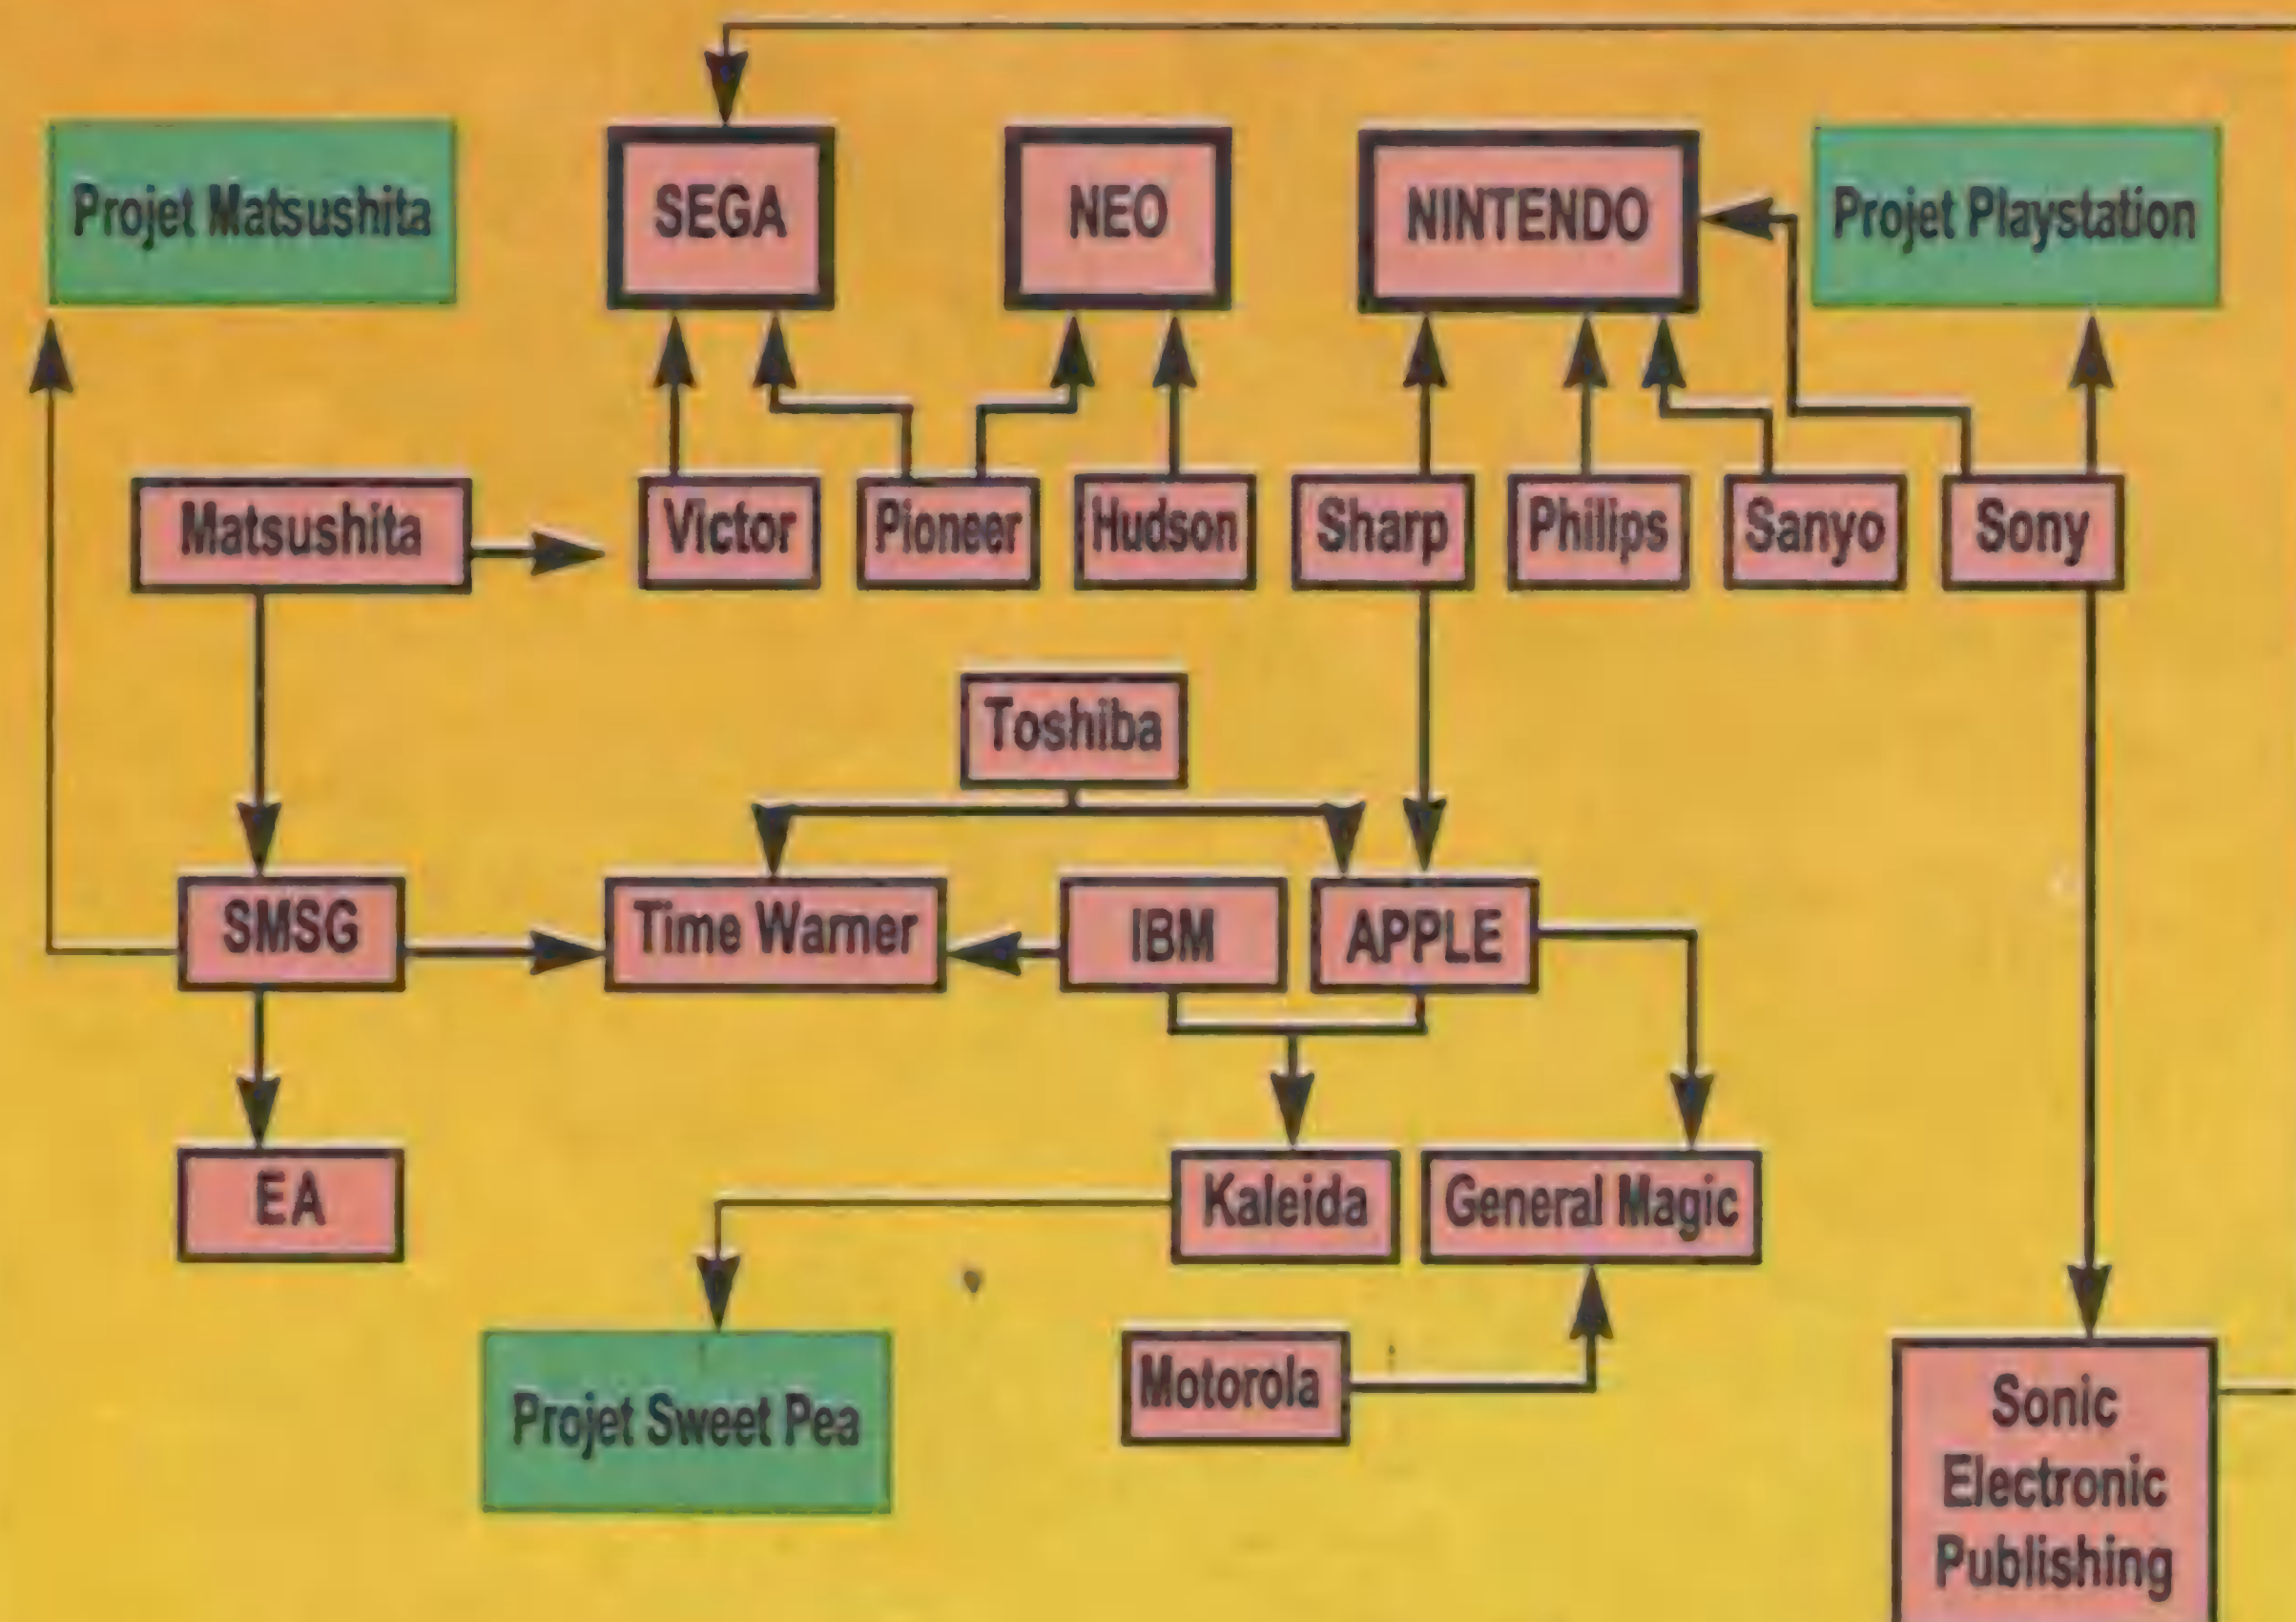 Projet Matsushita
SEGA
NEO
NINTENDO
Projet Playstation
Matsushita
Victor
Pioneer
Hudson
Sharp
Philips
Sanyo
Sony
Toshiba
SMSG
Time Warner
IBM
APPLE
EA
Kaleida
General Magic
Projet Sweet Pea
Motorola
Sonic
Electronic
Publishing